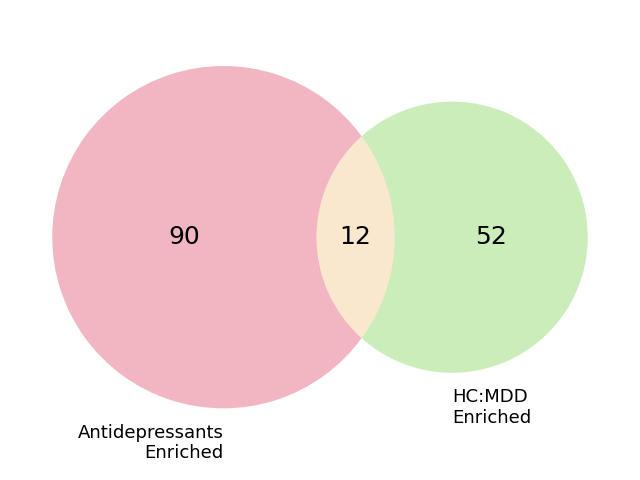 90
12
52
HC:MDD
Enriched
Antidepressants
Enriched